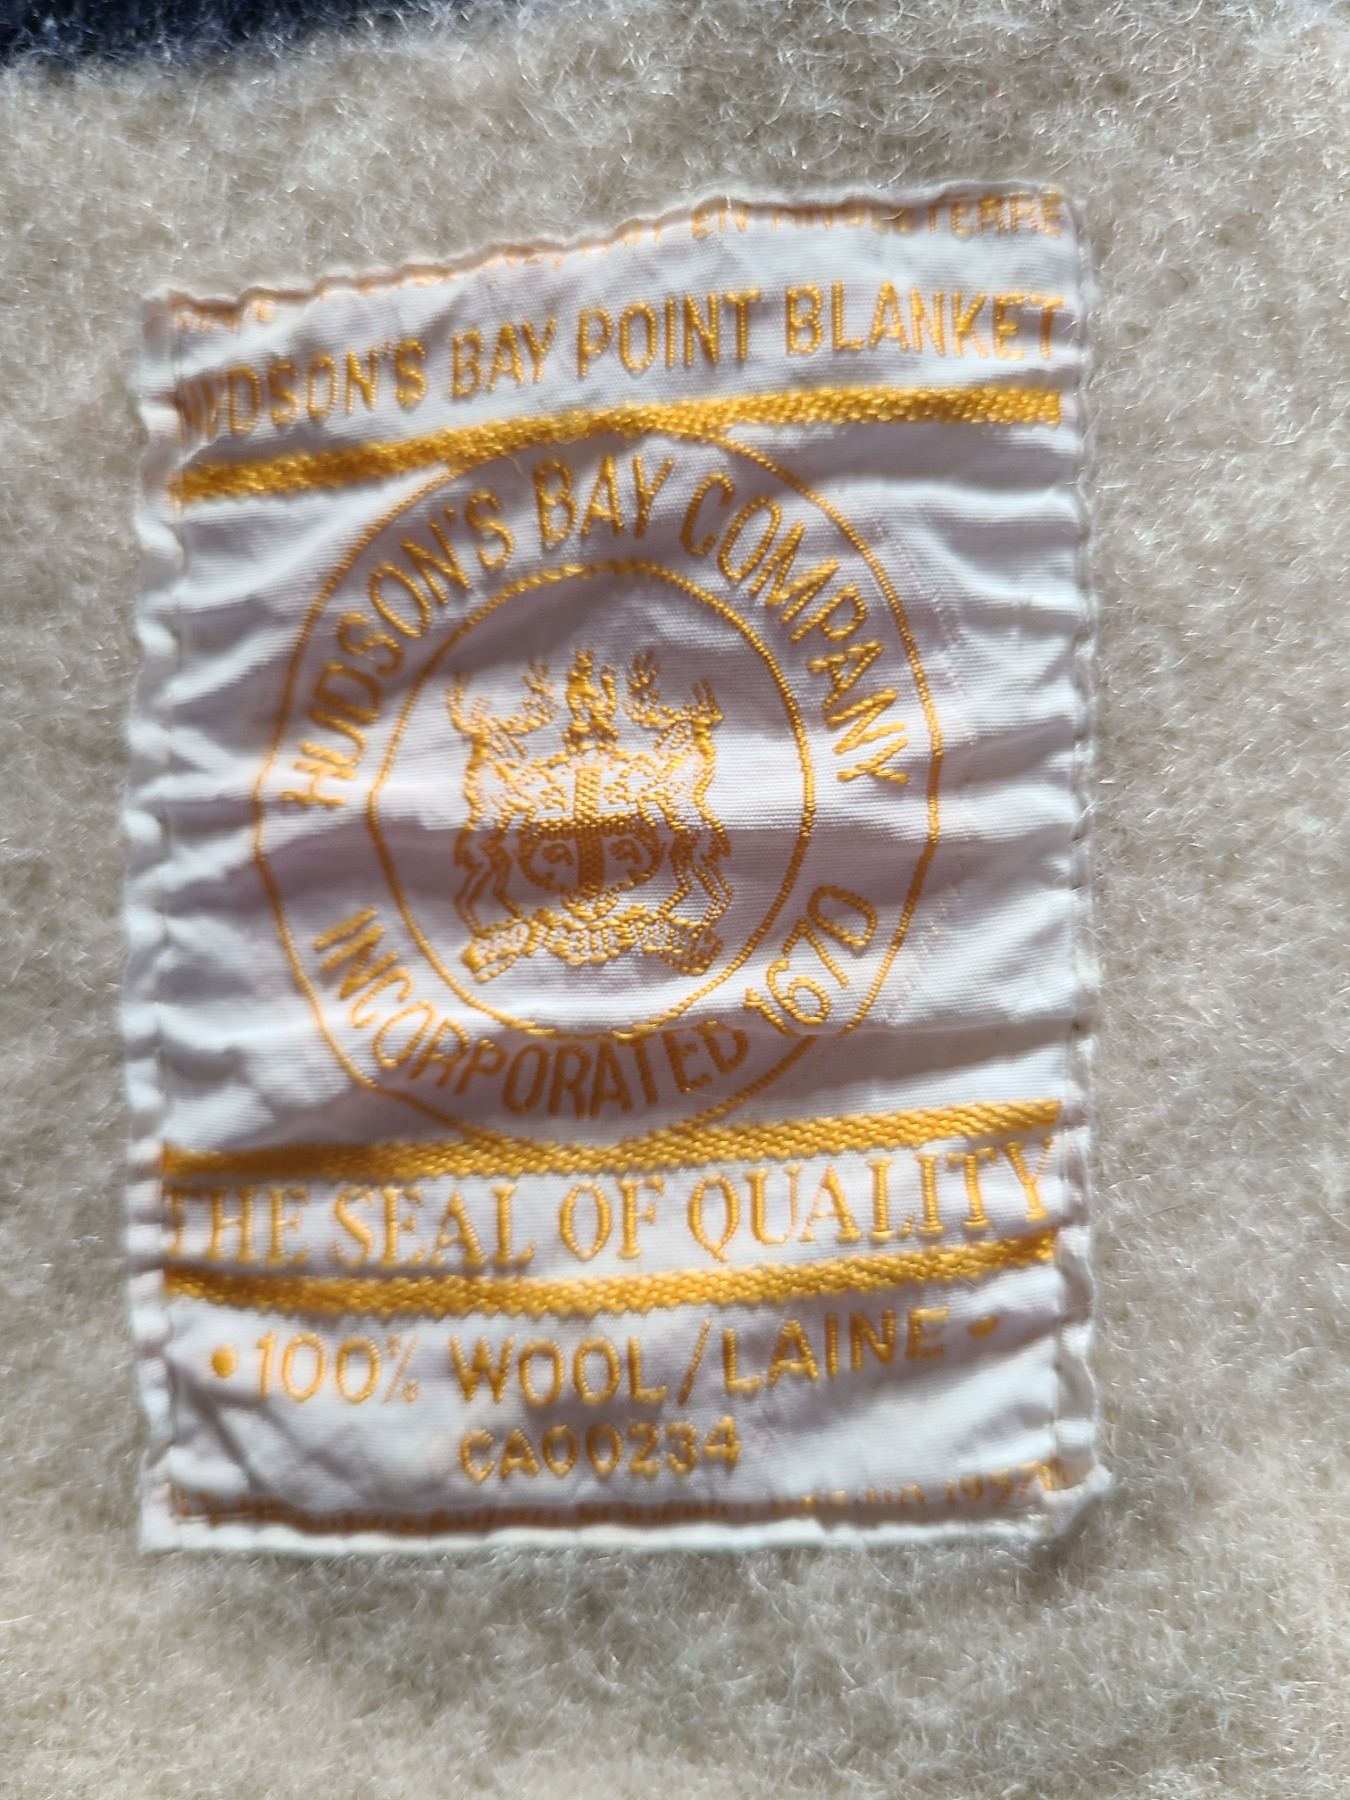 EN ANGLETERRE
HUDSON'S BAY POINT BLANKET
HUDSON'S BAY COMPANY
INCORPORATED 1670
THE SEAL OF QUALITY
•100% WOOL/LAINE•
CA00234